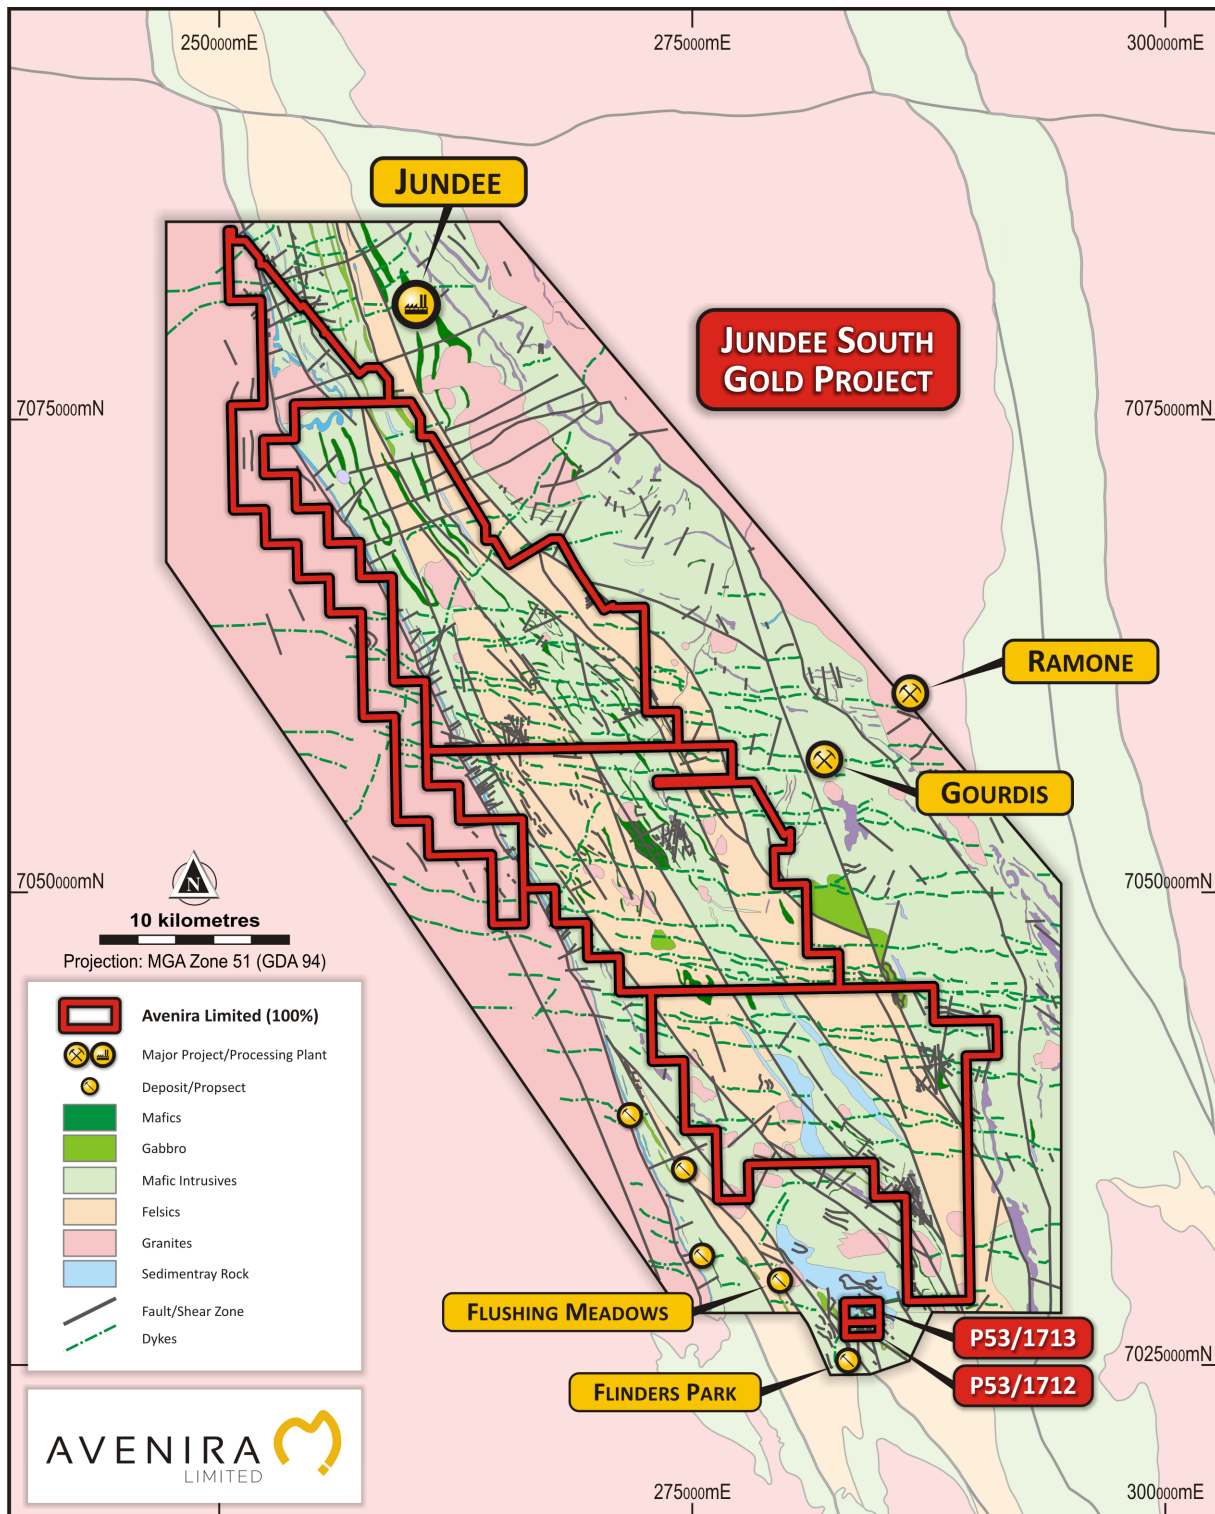 250000mE
275000mE
300000mE
JUNDEE
JUNDEE SOUTH
GOLD PROJECT
7075000mN
7075000mN
RAMONE
GOURDIS
7050000mN
7050000mN
N
10 kilometres
Projection: MGA Zone 51 (GDA 94)
Avenira Limited (100%)
Major Project/Processing Plant
Deposit/Propsect
Mafics
Gabbro
Mafic Intrusives
Felsics
Granites
Sedimentray Rock
Fault/Shear Zone
Dykes
FLUSHING MEADOWS
P53/1713
7025000mN
P53/1712
FLINDERS PARK
AVENIRA
LIMITED
275000mE
300000mE